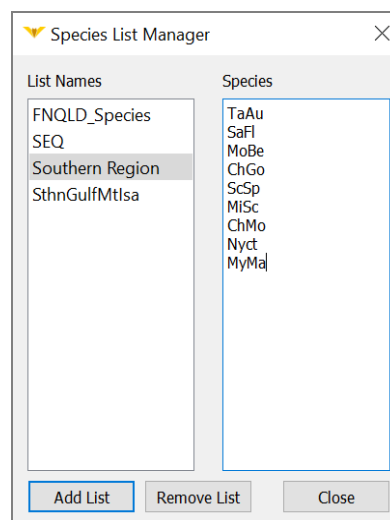 Species List Manager
List Names
Species
FNQLD_Species
SEQ
Southern Region
SthnGulfMtIsa
TaAu
SaFl
MoBe
ChGo
ScSp
MiSc
ChMo
Nyct
MyMa
Add List
Remove List
Close